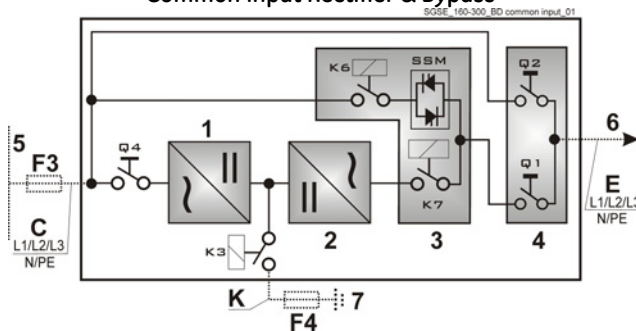 Common Input Rectifier & Bypass
SGSE_160-300_BD common input_01
K6
SSM
Q2
5
F3
Q4
1
6
C
L1/L2/L3
N/PE
K7
Q1
E
L1/L2/L3
N/PE
K3
2
3
4
K
F4
7